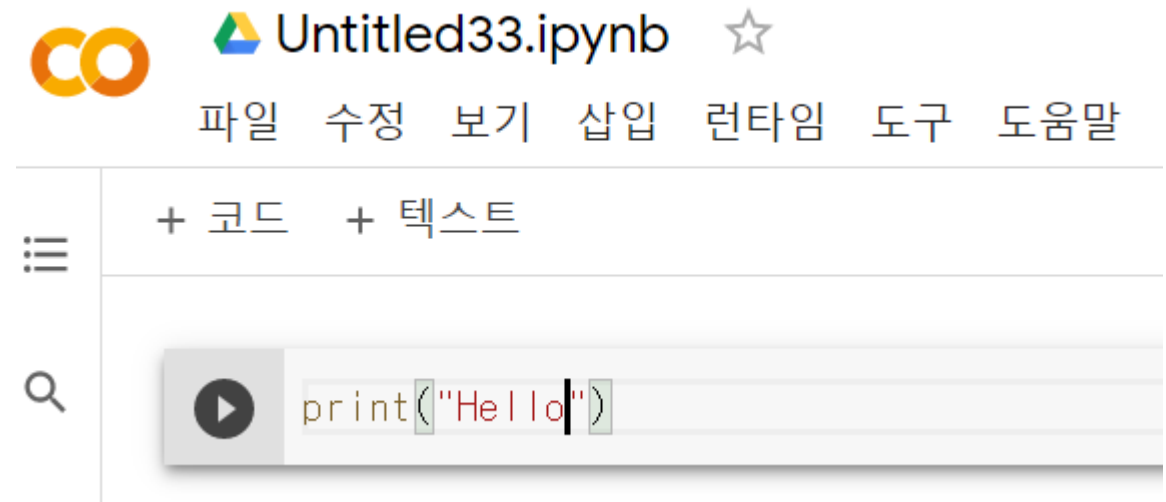 Untitled33.ipynb
파일 수정 보기 삽입 런타임 도구 도움말
+ 코드 + 텍스트
print("Hello")